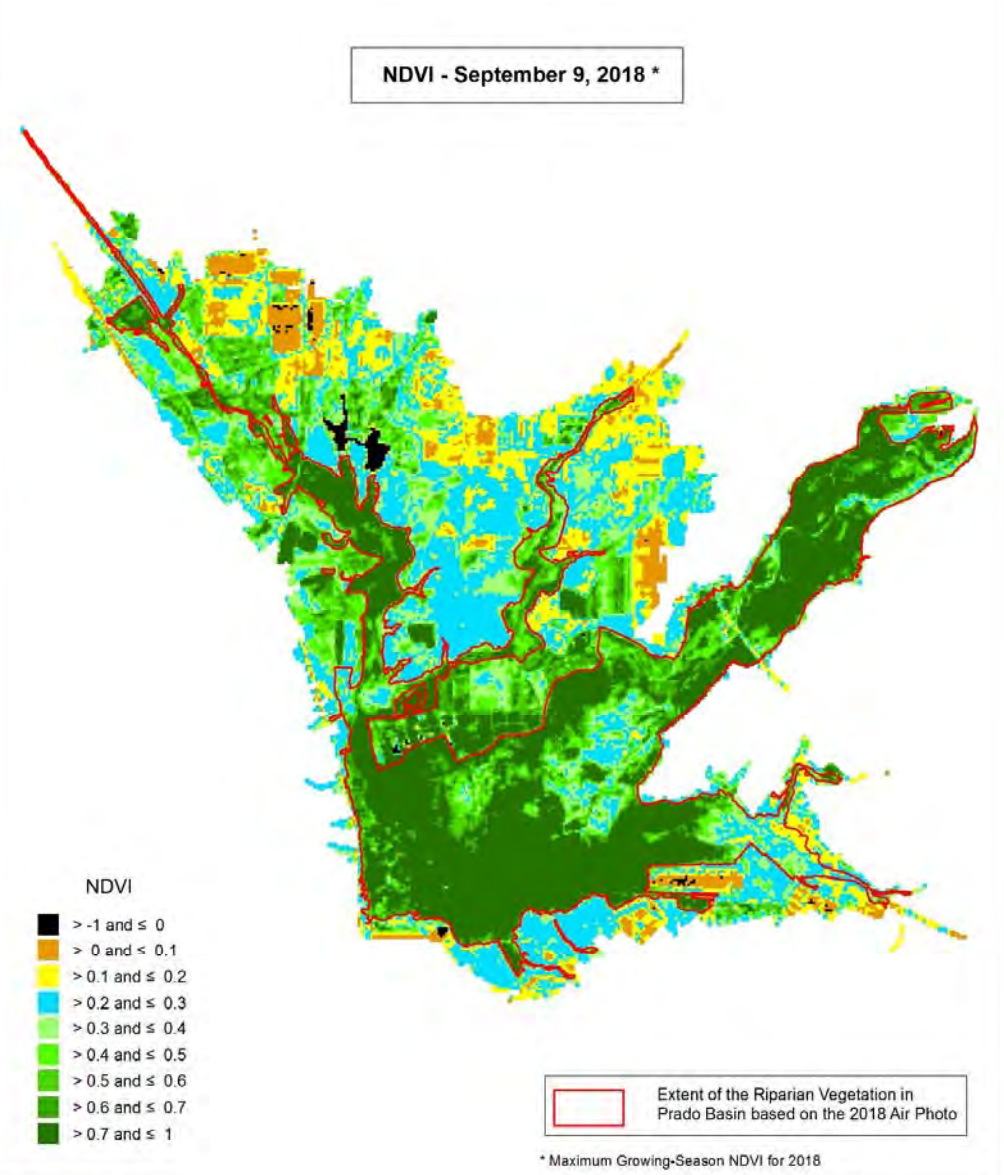 NDVI - September 9, 2018 *
NDVI
> -1 and ≤ 0
> 0 and ≤ 0.1
> 0.1 and ≤ 0.2
> 0.2 and ≤ 0.3
> 0.3 and ≤ 0.4
> 0.4 and ≤ 0.5
> 0.5 and ≤ 0.6
> 0.6 and ≤ 0.7
> 0.7 and ≤ 1
Extent of the Riparian Vegetation in
Prado Basin based on the 2018 Air Photo
* Maximum Growing-Season NDVI for 2018